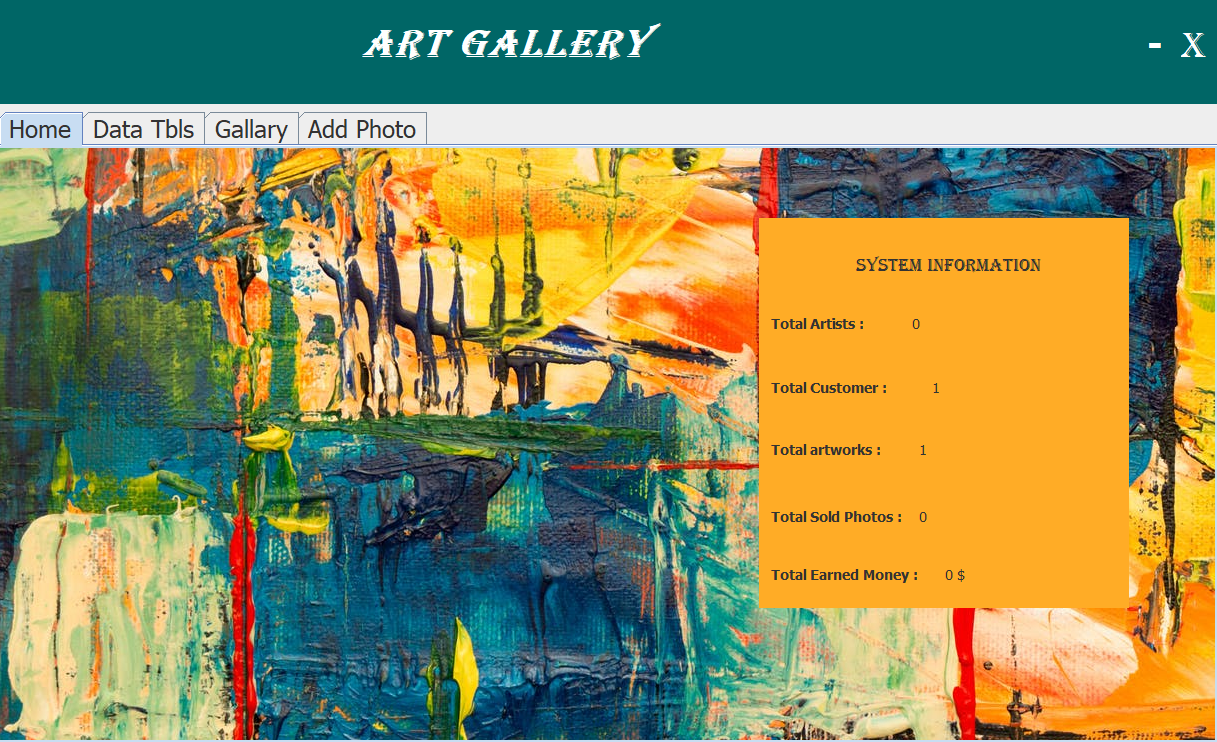 ART GALLERY
- X
Home Data Tbls Gallary Add Photo
SYSTEM INFORMATION
Total Artists : 0
Total Customer : 1
Total artworks : 1
Total Sold Photos : 0
Total Earned Money : 0 $